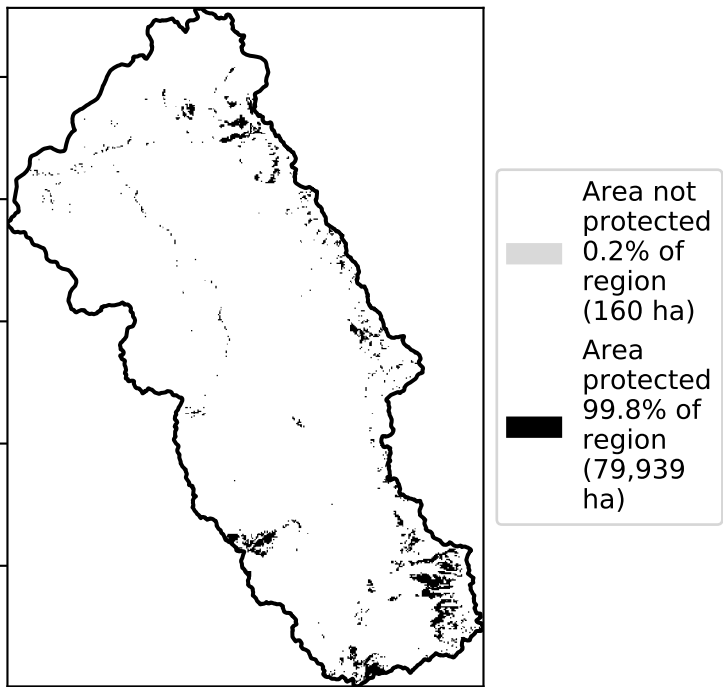 Area not
protected
0.2% of
region
(160 ha)
Area
protected
99.8% of
region
(79,939
ha)